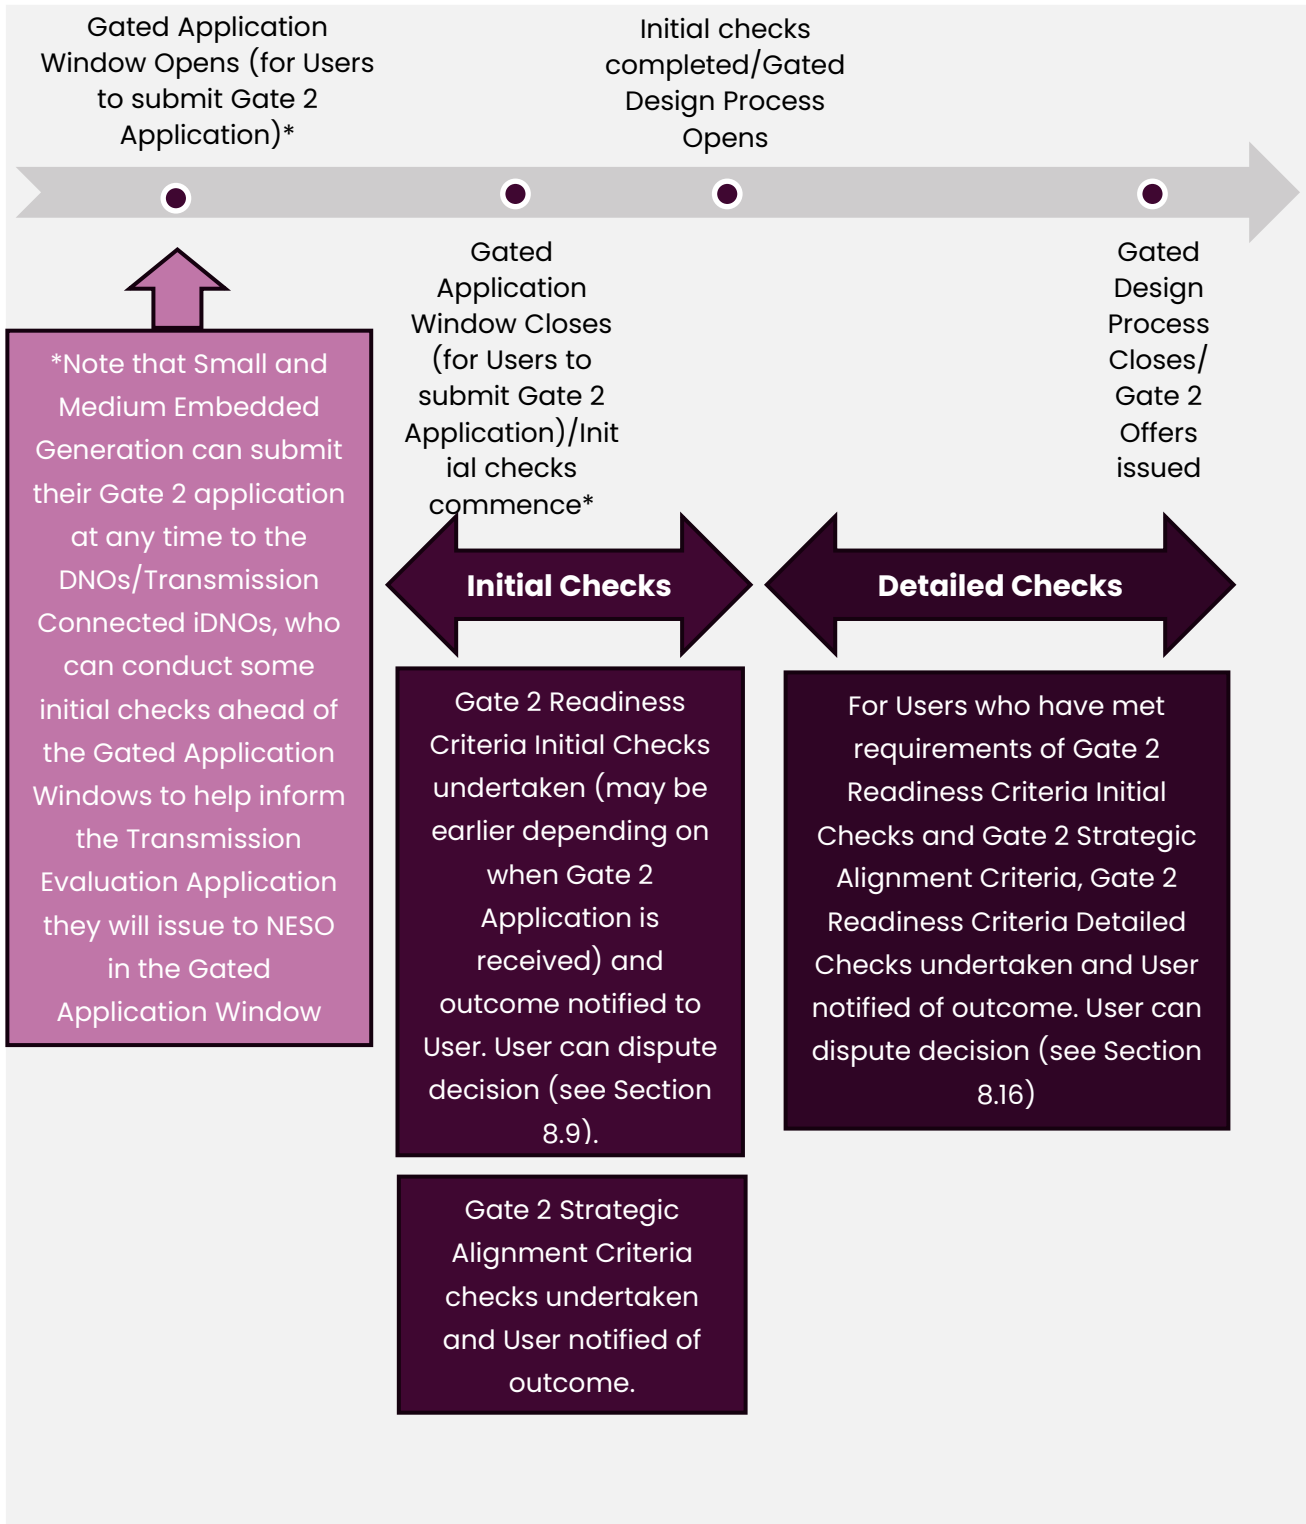 Gated Application
Window Opens (for Users
to submit Gate 2
Application)*
Initial checks
completed/Gated
Design Process
Opens
Gated
Application
Window Closes
(for Users to
submit Gate 2
Application)/Init
ial checks
commence*
Gated
Design
Process
Closes/
Gate 2
Offers
issued
*Note that Small and
Medium Embedded
Generation can submit
their Gate 2 application
at any time to the
DNOs/Transmission
Connected iDNOs, who
can conduct some
initial checks ahead of
the Gated Application
Windows to help inform
the Transmission
Evaluation Application
they will issue to NESO
in the Gated
Application Window
Initial Checks
Detailed Checks
Gate 2 Readiness
Criteria Initial Checks
undertaken (may be
earlier depending on
when Gate 2
Application is
received) and
outcome notified to
User. User can dispute
decision (see Section
8.9).
For Users who have met
requirements of Gate 2
Readiness Criteria Initial
Checks and Gate 2 Strategic
Alignment Criteria, Gate 2
Readiness Criteria Detailed
Checks undertaken and User
notified of outcome. User can
dispute decision (see Section
8.16)
Gate 2 Strategic
Alignment Criteria
checks undertaken
and User notified of
outcome.